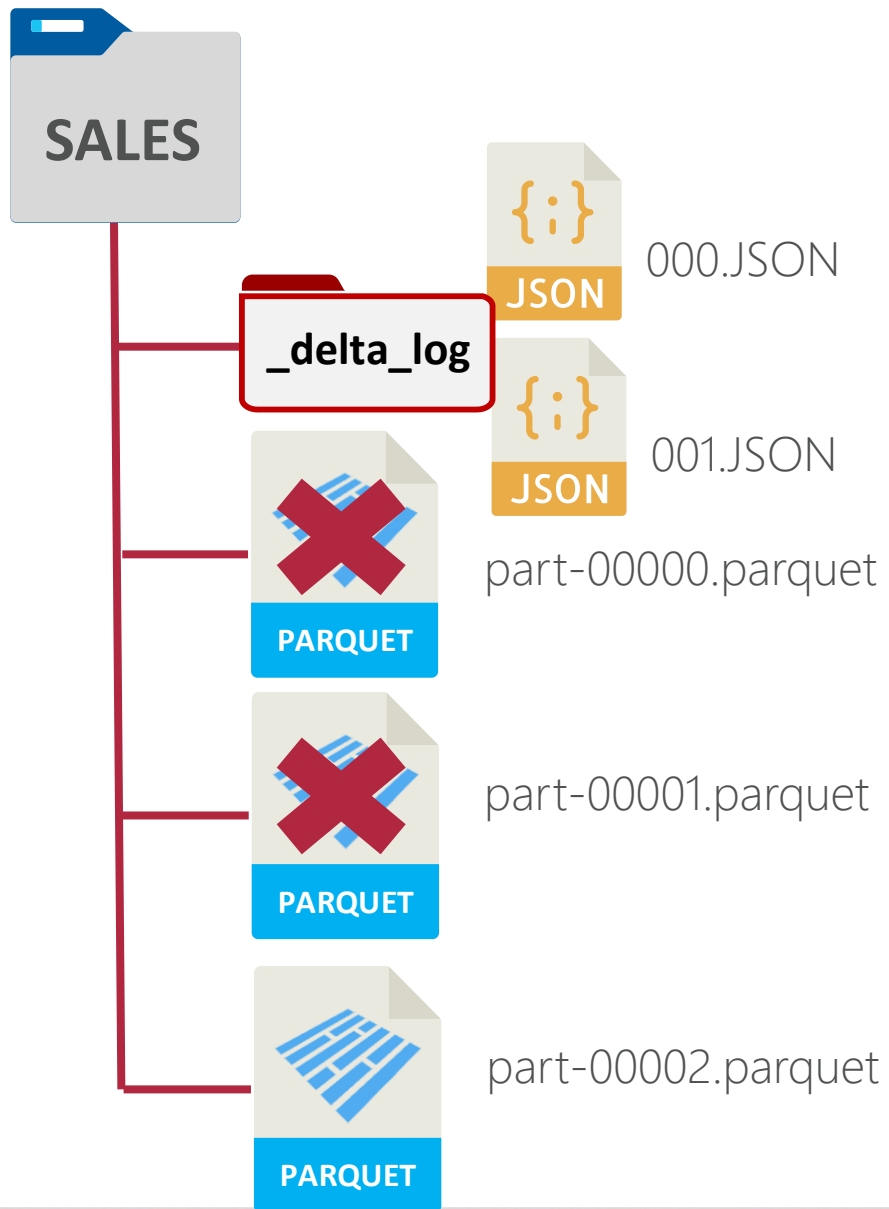 SALES
{;}
JSON
000.JSON
_delta_log
{;}
JSON
001.JSON
PARQUET
part-00000.parquet
PARQUET
part-00001.parquet
PARQUET
part-00002.parquet